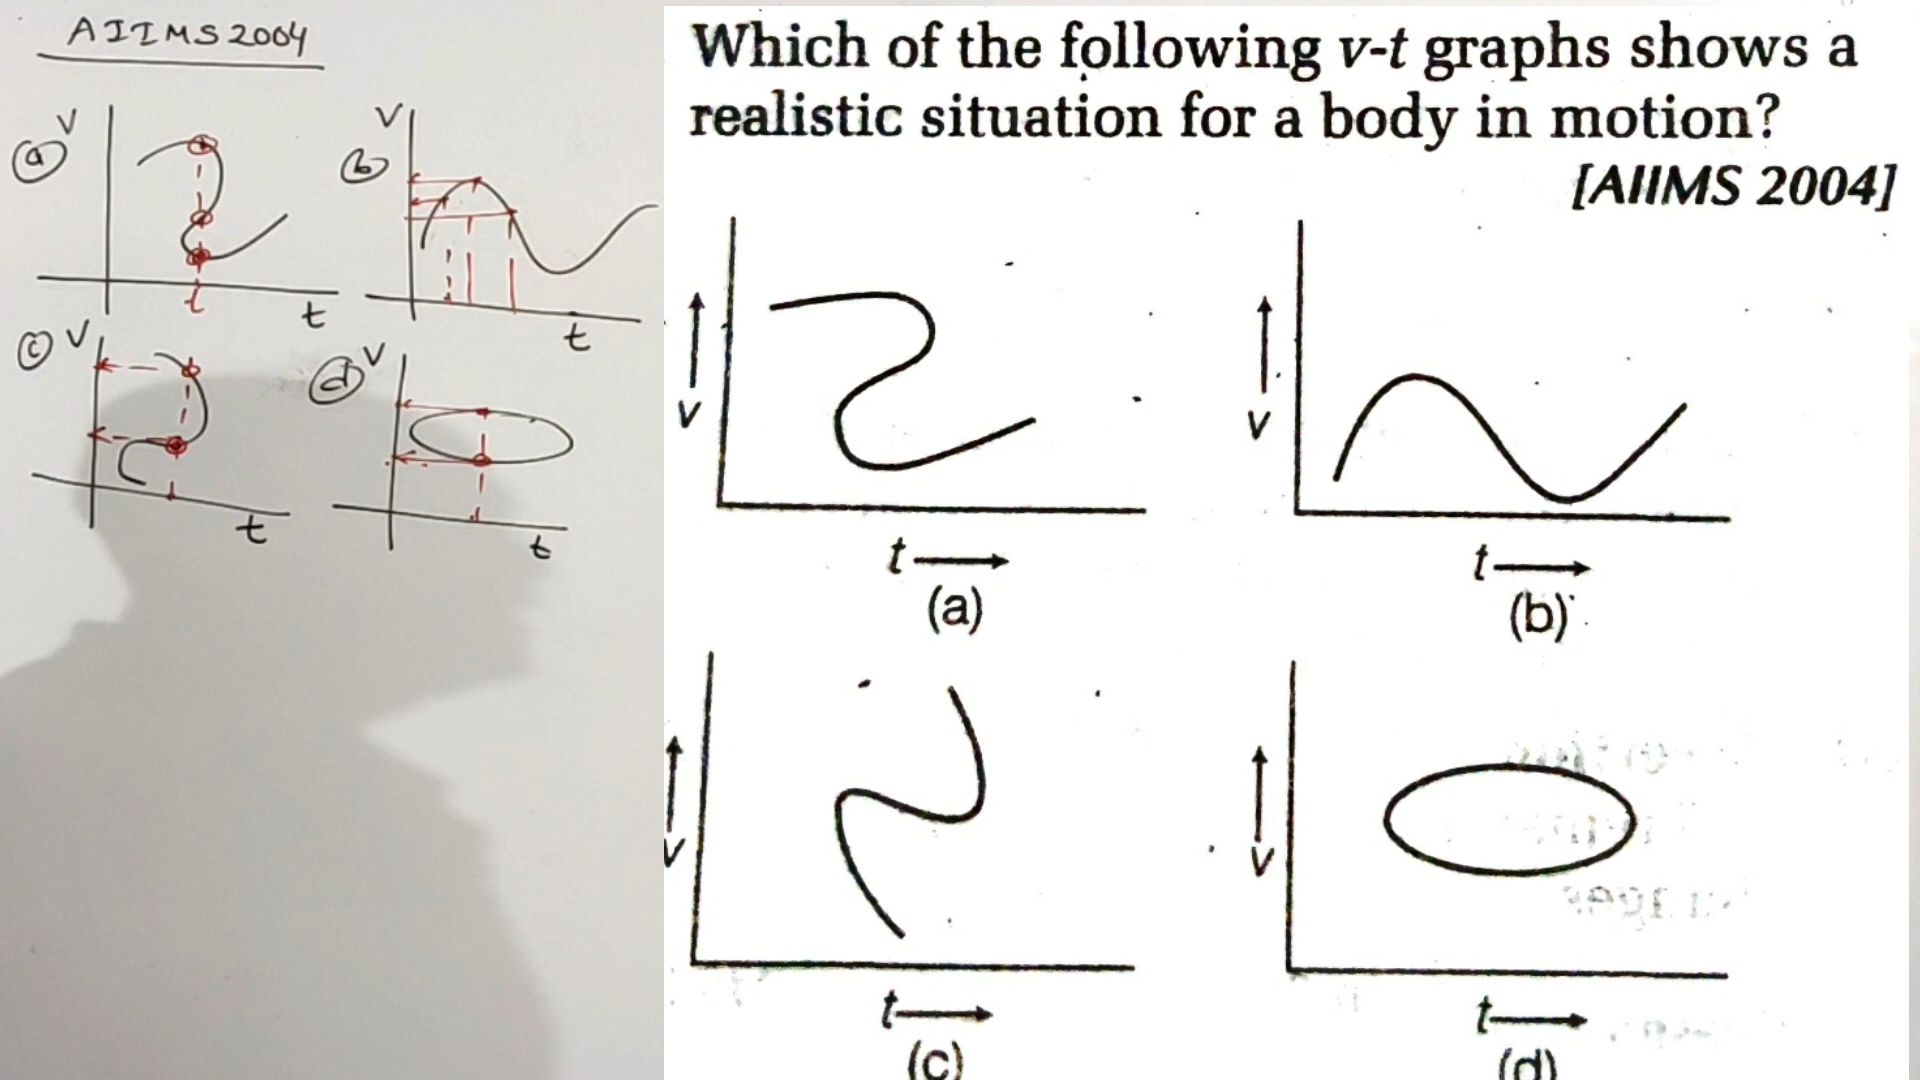 AIIMS 2004
(a) V
t
t
(b) V
t
(c) V
t
(d) V
t
Which of the following v-t graphs shows a
realistic situation for a body in motion?
[AIIMS 2004]
v
t
(a)
v
t
(b)
v
t
(c)
v
t
(d)